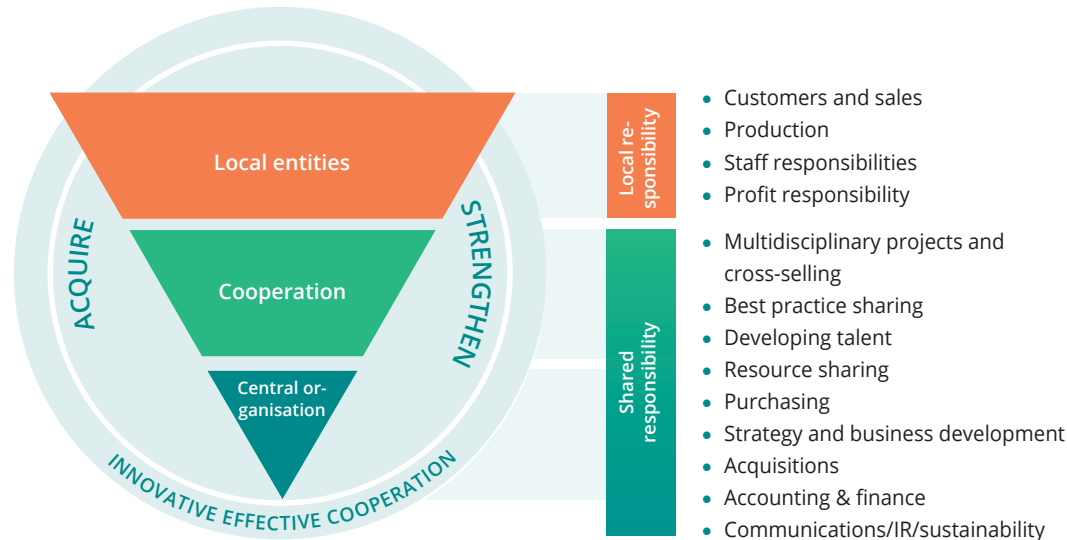 Local entities
Cooperation
Central or-
ganisation
ACQUIRE
STRENGTHEN
INNOVATIVE EFFECTIVE COOPERATION
Local re-
sponsibility
• Customers and sales
• Production
• Staff responsibilities
• Profit responsibility
Shared
responsibility
• Multidisciplinary projects and
cross-selling
• Best practice sharing
• Developing talent
• Resource sharing
• Purchasing
• Strategy and business development
• Acquisitions
• Accounting & finance
• Communications/IR/sustainability